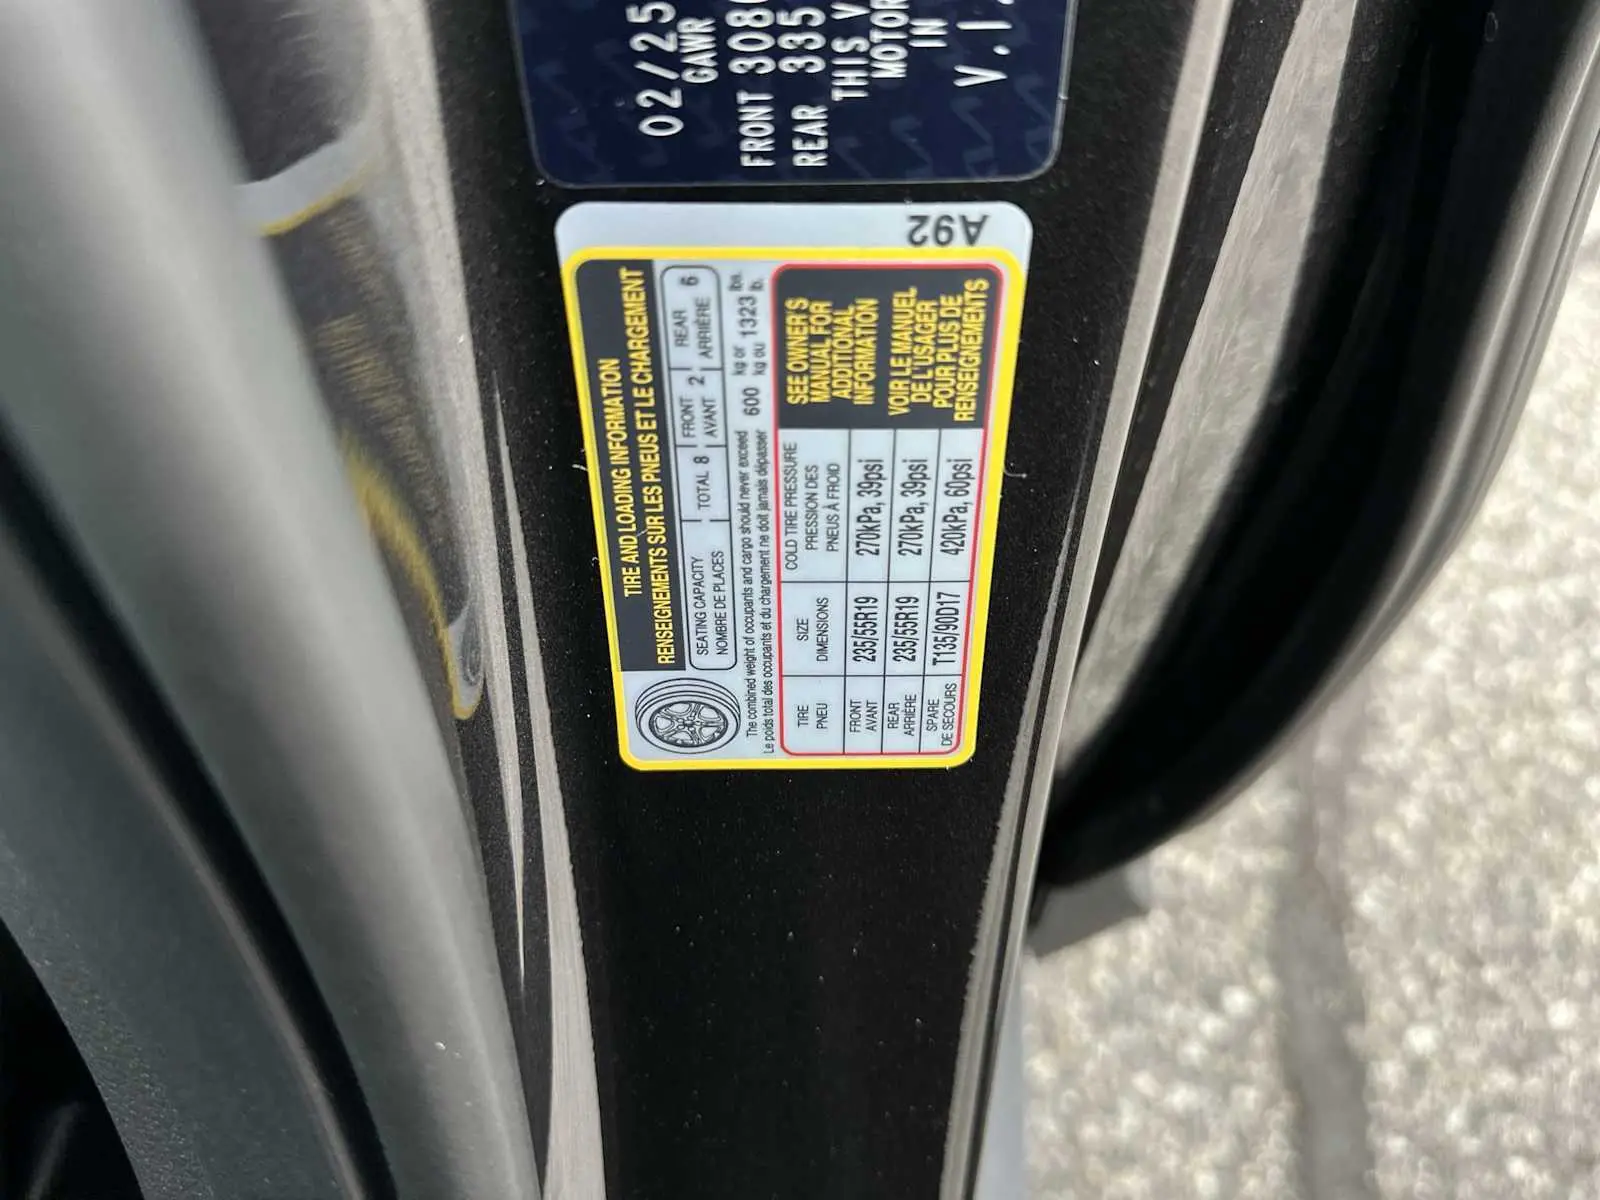 02/25
GAWR
FRONT 308
REAR 335
THIS V
MOTOR
IN
V.I.
A92
TIRE AND LOADING INFORMATION
RENSEIGNEMENTS SUR LES PNEUS ET LE CHARGEMENT
SEATING CAPACITY
NOMBRE DE PLACES
TOTAL 8
FRONT
AVANT
2
REAR
ARRIÈRE
6
The combined weight of occupants and cargo should never exceed 600 kg or 1323 lbs.
Le poids total des occupants et du chargement ne doit jamais dépasser 600 kg ou 1323 lb.
TIRE
PNEU
SIZE
DIMENSIONS
COLD TIRE PRESSURE
PRESSION DES
PNEUS À FROID
FRONT
AVANT
235/55R19
270kPa, 39psi
REAR
ARRIÈRE
235/55R19
270kPa, 39psi
SPARE
DE SECOURS
T135/90D17
420kPa, 60psi
SEE OWNER'S
MANUAL FOR
ADDITIONAL
INFORMATION
VOIR LE MANUEL
DE L'USAGER
POUR PLUS DE
RENSEIGNEMENTS